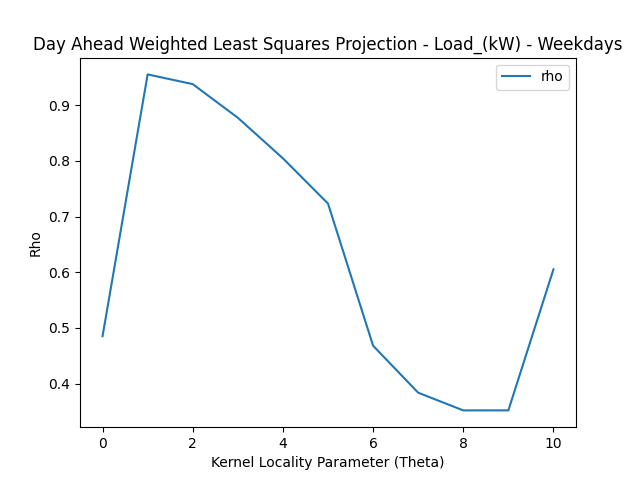 Day Ahead Weighted Least Squares Projection - Load_(kW) - Weekdays
rho
0.9
0.8
0.7
0.6
0.5
0.4
Rho
0 2 4 6 8 10
Kernel Locality Parameter (Theta)